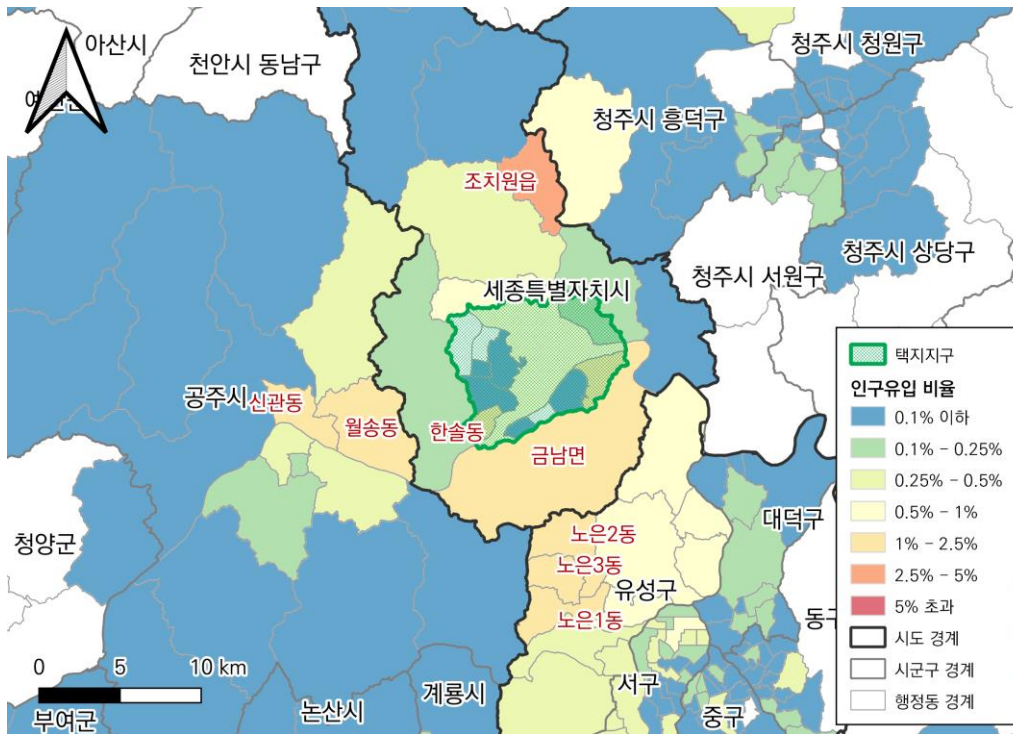 아산시
천안시 동남구
청주시 청원구
청주시 흥덕구
조치원읍
청주시 상당구
청주시 서원구
세종특별자치시
공주시
신관동
월송동
한솔동
금남면
청양군
노은2동
노은3동
노은1동
유성구
대덕구
동구
서구
중구
계룡시
논산시
부여군
0 5 10 km
택지지구
인구유입 비율
0.1% 이하
0.1% – 0.25%
0.25% – 0.5%
0.5% – 1%
1% – 2.5%
2.5% – 5%
5% 초과
시도 경계
시군구 경계
행정동 경계